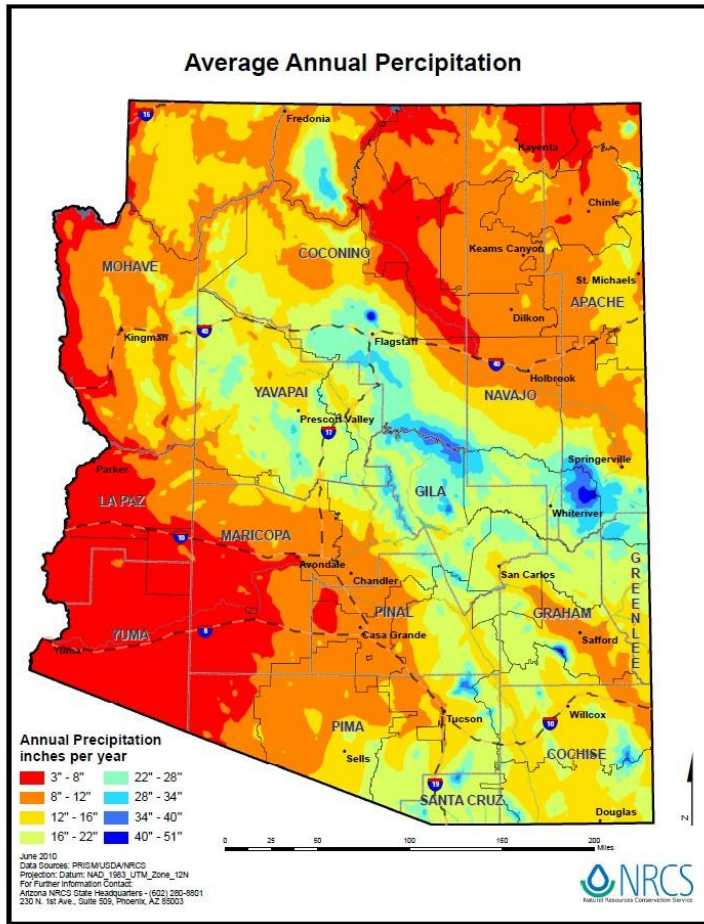 Average Annual Percipitation
15
Fredonia
Kayenta
Chinle
MOHAVE
COCONINO
Keams Canyon
St. Michaels
APACHE
Kingman
40
Flagstaff
Dilkon
40
Holbrook
YAVAPAI
NAVAJO
Prescott Valley
17
Springerville
Parker
GILA
LA PAZ
Whiteriver
MARICOPA
10
Avondale
Chandler
San Carlos
GREENLEE
PINAL
GRAHAM
YUMA
8
Casa Grande
Safford
Yuma
Tucson
Willcox
10
PIMA
Sells
COCHISE
19
SANTA CRUZ
Douglas
Annual Precipitation
inches per year
3" - 8"
22" - 28"
8" - 12"
28" - 34"
12" - 16"
34" - 40"
16" - 22"
40" - 51"
0 25 50 100 150 200
Miles
N
June 2010
Data Sources: PRISM/USDA/NRCS
Projection: Datum: NAD_1983_UTM_Zone_12N
For Further Information Contact:
Arizona NRCS State Headquarters - (602) 280-8801
230 N. 1st Ave., Suite 509, Phoenix, AZ 85003
NRCS
Natural Resources Conservation Service